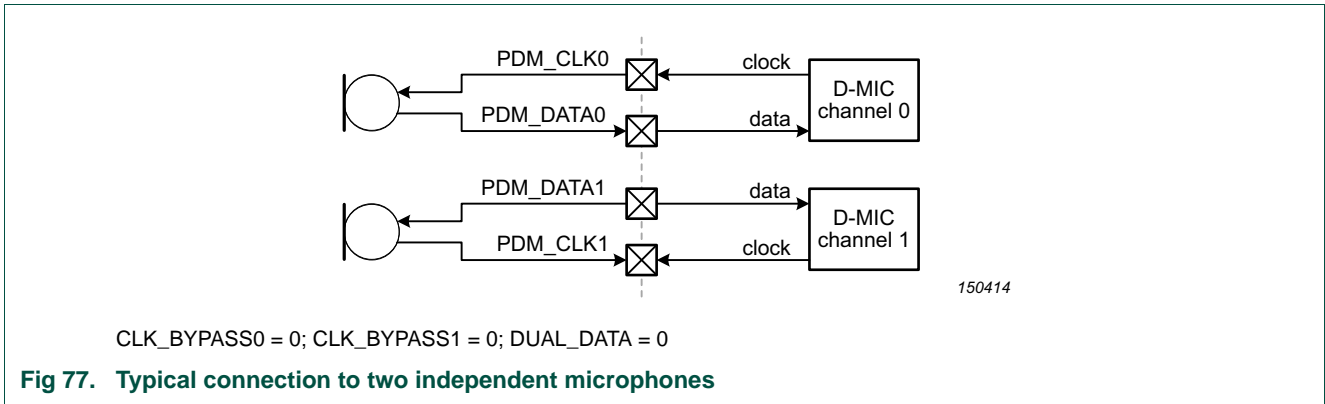 PDM_CLK0
clock
D-MIC
channel 0
PDM_DATA0
data
PDM_DATA1
data
D-MIC
channel 1
PDM_CLK1
clock
150414
CLK_BYPASS0 = 0; CLK_BYPASS1 = 0; DUAL_DATA = 0
Fig 77. Typical connection to two independent microphones